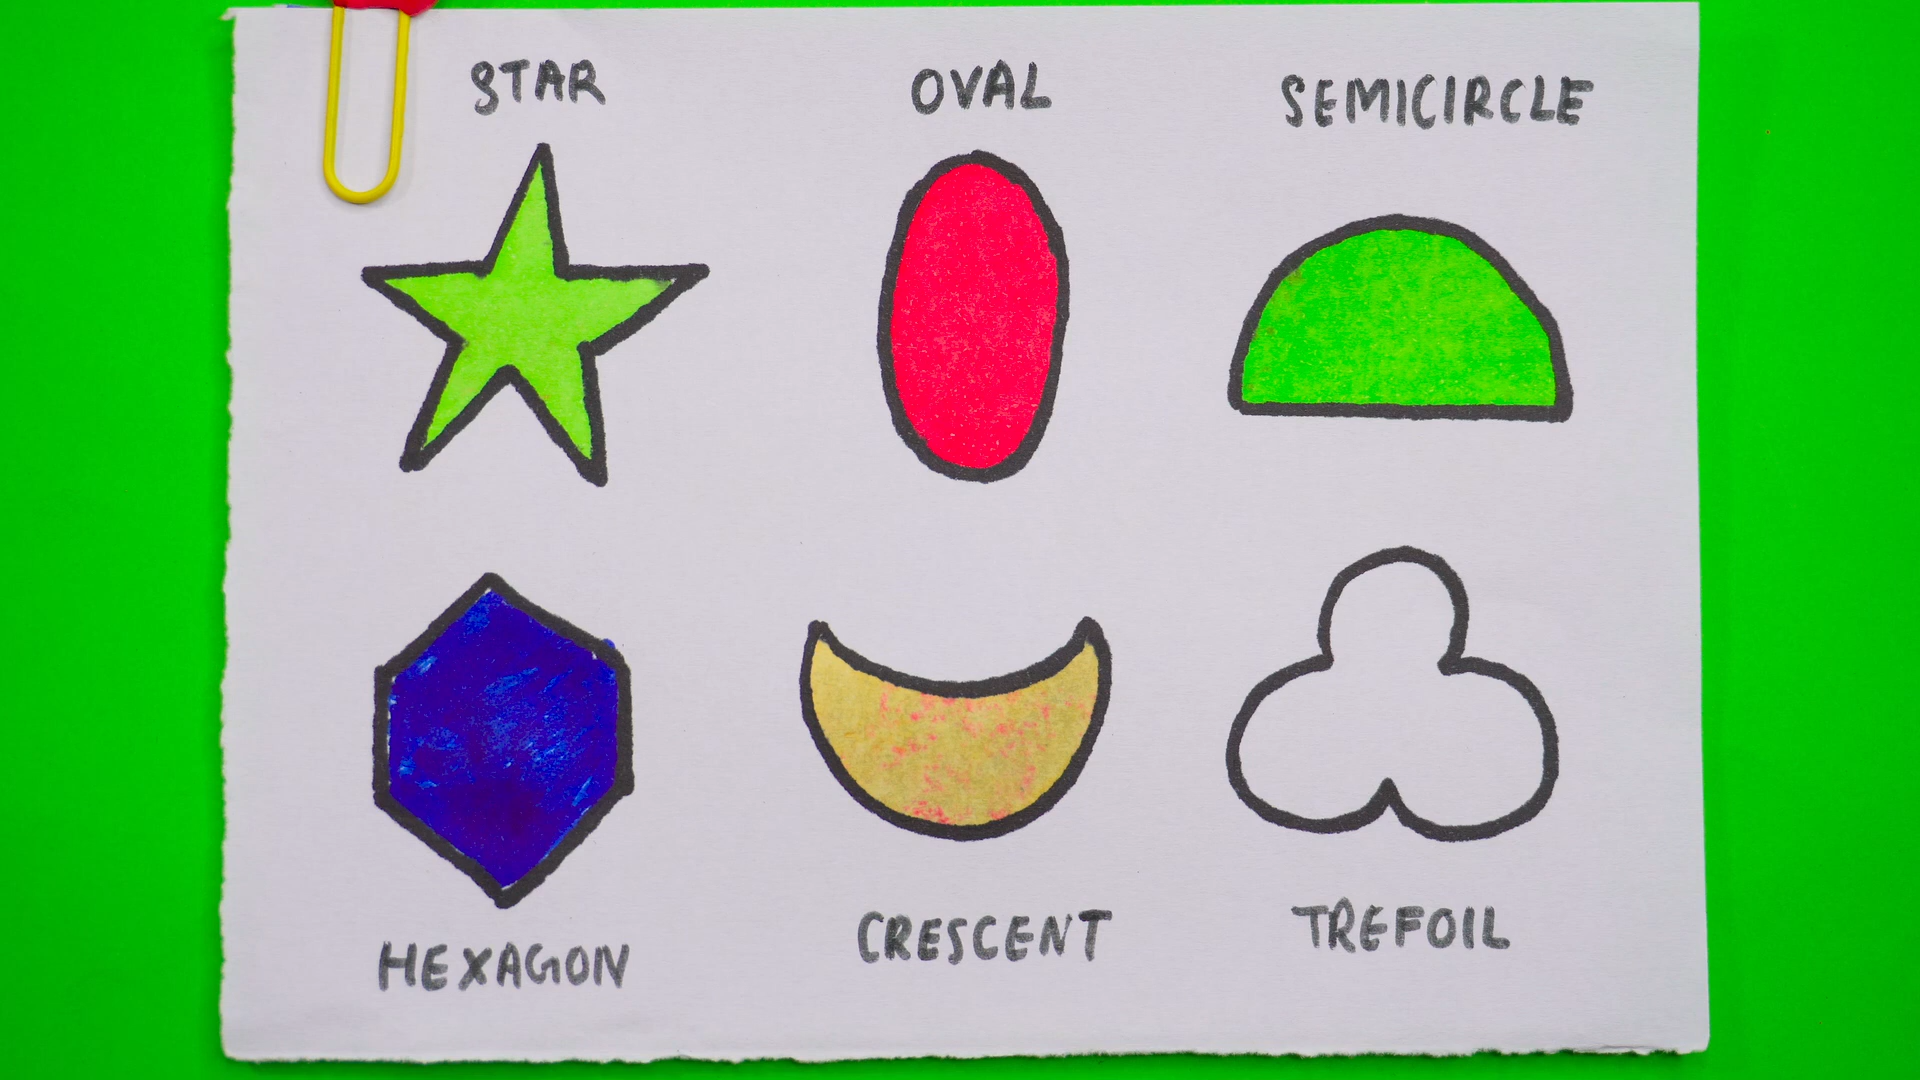 STAR
OVAL
SEMICIRCLE
HEXAGON
CRESCENT
TREFOIL